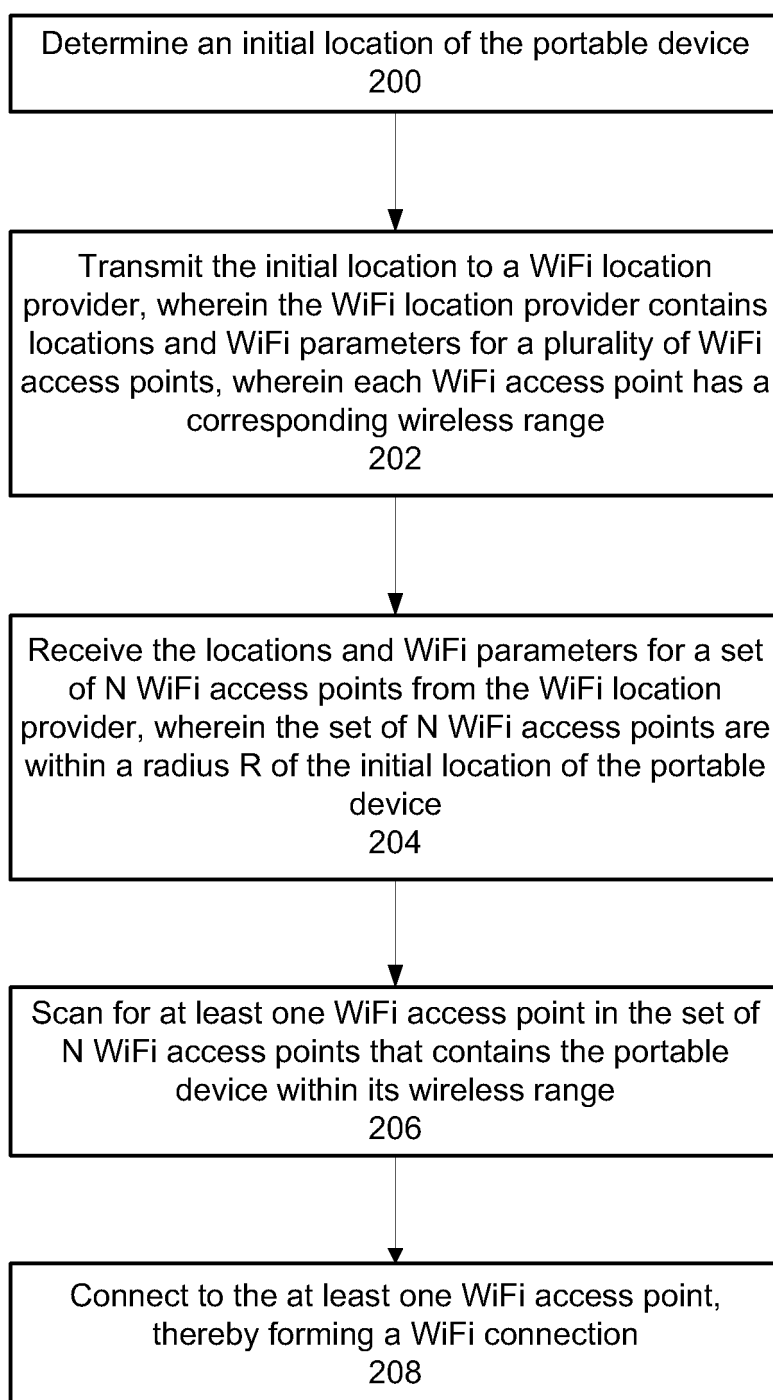 Determine an initial location of the portable device
200
Transmit the initial location to a WiFi location
provider, wherein the WiFi location provider contains
locations and WiFi parameters for a plurality of WiFi
access points, wherein each WiFi access point has a
corresponding wireless range
202
Receive the locations and WiFi parameters for a set
of N WiFi access points from the WiFi location
provider, wherein the set of N WiFi access points are
within a radius R of the initial location of the portable
device
204
Scan for at least one WiFi access point in the set of
N WiFi access points that contains the portable
device within its wireless range
206
Connect to the at least one WiFi access point,
thereby forming a WiFi connection
208